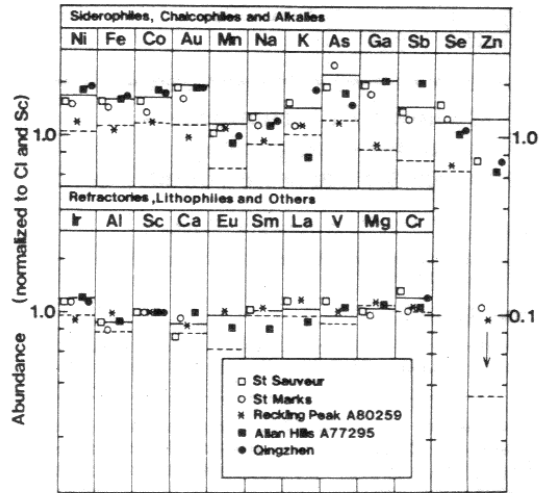 Siderophiles, Chalcophiles and Alkalies
Ni Fe Co Au Mn Na K As Ga Sb Se Zn
1.0 1.0
Refractories, Lithophiles and Others
Ir Al Sc Ca Eu Sm La V Mg Cr
1.0 0.1
Abundance (normalized to CI and Sc)
St Sauveur
St Marks
Reckling Peak A80259
Allan Hills A77295
Qingzhen